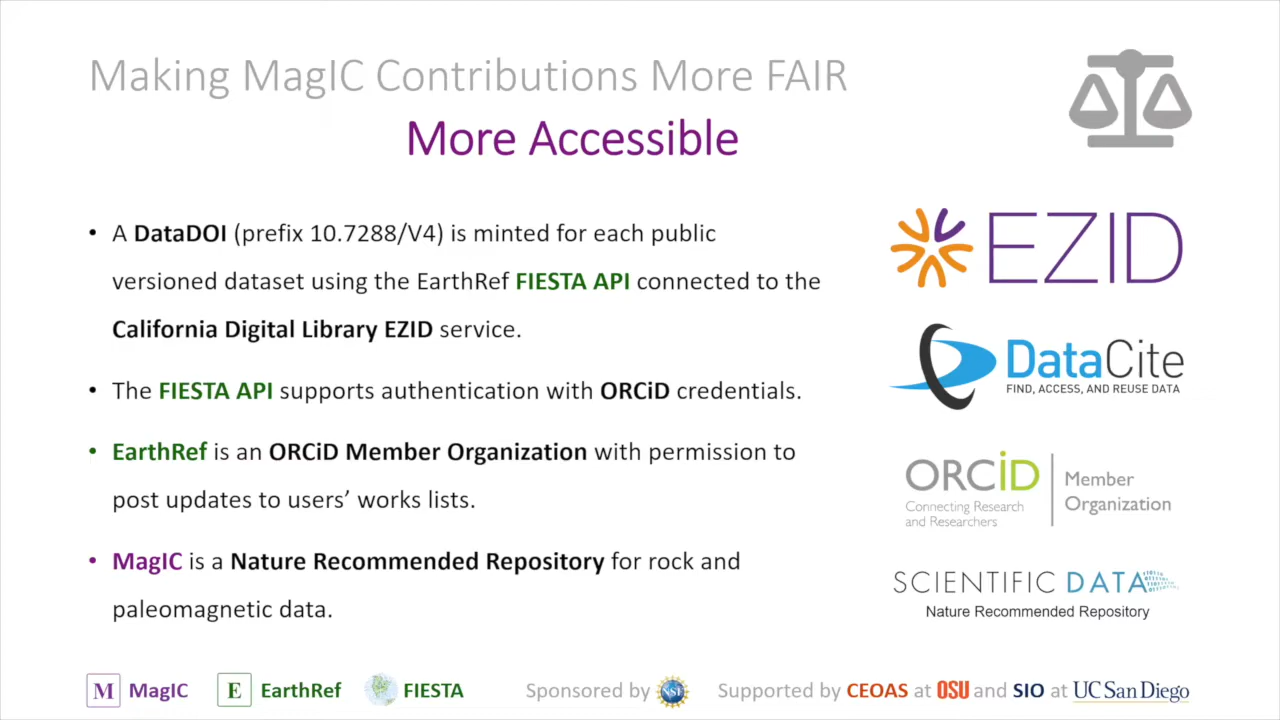 Making MagIC Contributions More FAIR
More Accessible
• A DataDOI (prefix 10.7288/V4) is minted for each public
versioned dataset using the EarthRef FIESTA API connected to the
California Digital Library EZID service.
• The FIESTA API supports authentication with ORCiD credentials.
• EarthRef is an ORCiD Member Organization with permission to
post updates to users’ works lists.
• MagIC is a Nature Recommended Repository for rock and
paleomagnetic data.
EZID
DataCite
FIND, ACCESS, AND REUSE DATA
ORCiD
Connecting Research
and Researchers
Member
Organization
SCIENTIFIC DATA
Nature Recommended Repository
M MagIC E EarthRef FIESTA Sponsored by NSF Supported by CEOAS at OSU and SIO at UC San Diego